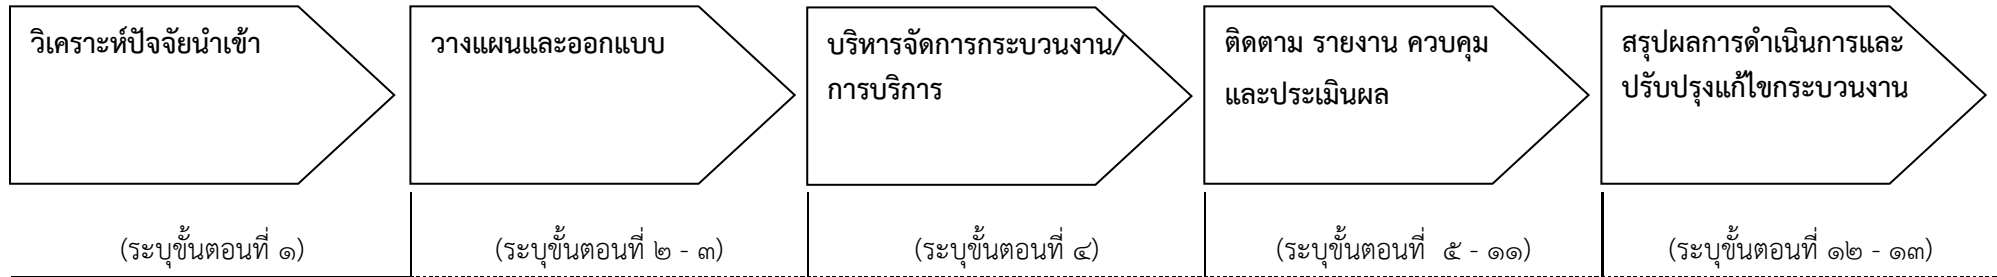 วิเคราะห์ปัจจัยนำเข้า
วางแผนและออกแบบ
บริหารจัดการกระบวนงาน/
การบริการ
ติดตาม รายงาน ควบคุม
และประเมินผล
สรุปผลการดำเนินการและ
ปรับปรุงแก้ไขกระบวนงาน
(ระบุขั้นตอนที่ ๑)
(ระบุขั้นตอนที่ ๒ - ๓)
(ระบุขั้นตอนที่ ๔)
(ระบุขั้นตอนที่ ๕ - ๑๑)
(ระบุขั้นตอนที่ ๑๒ - ๑๓)